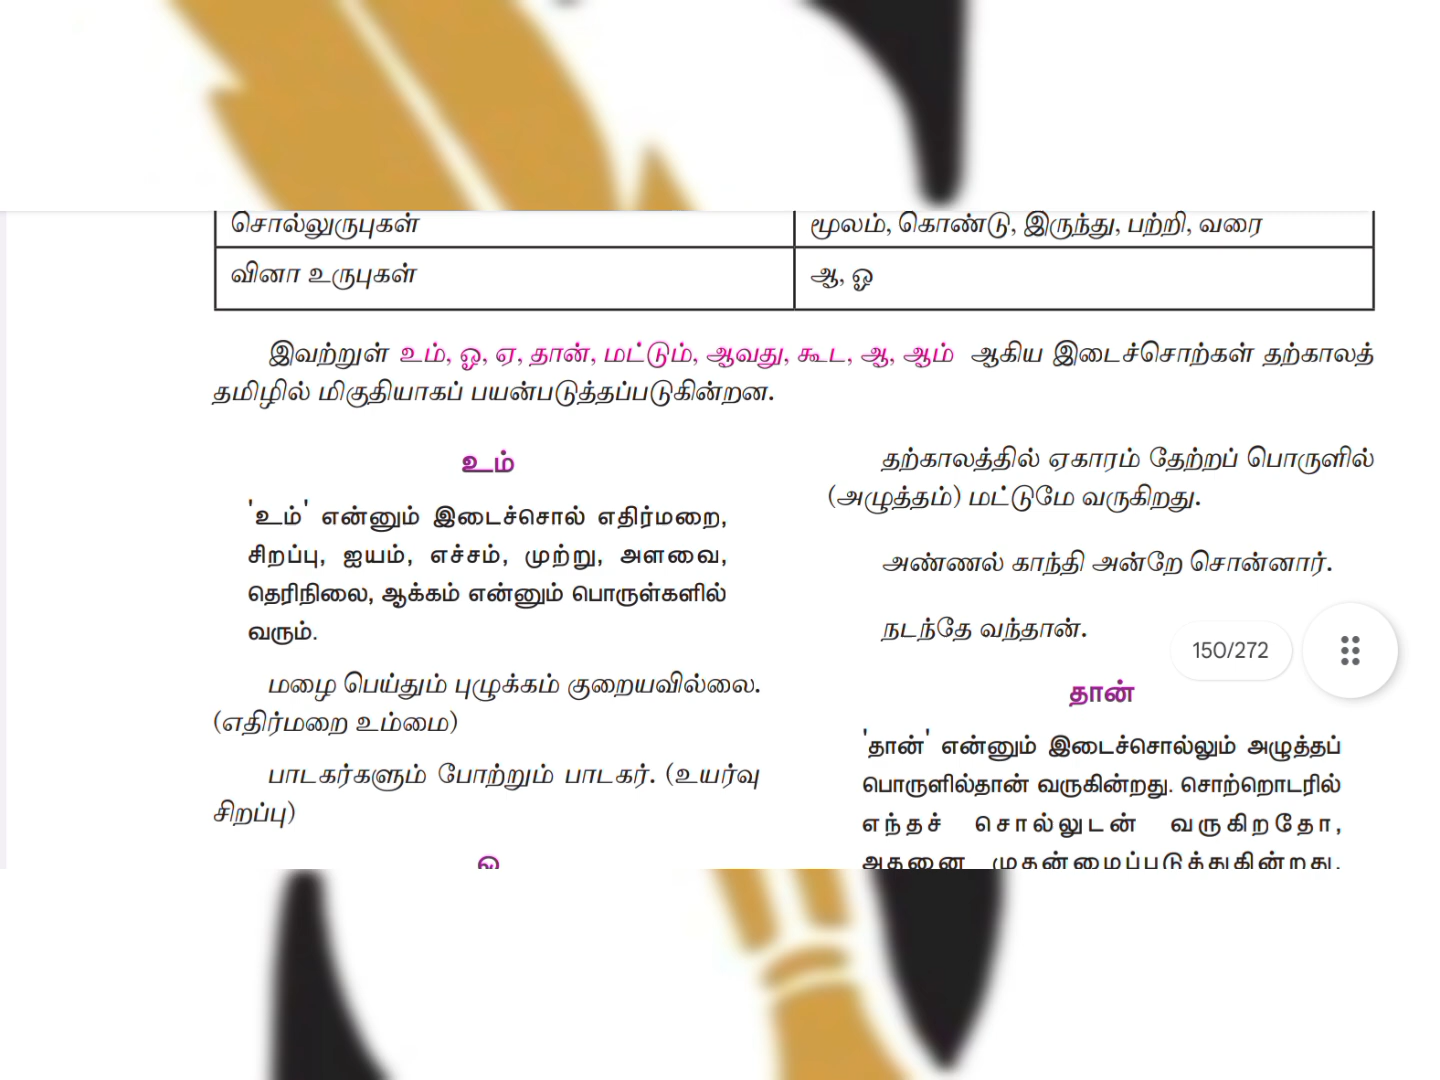 சொல்லுருபுகள் மூலம், கொண்டு, இருந்து, பற்றி, வரை
வினா உருபுகள் ஆ, ஓ
இவற்றுள் உம், ஓ, ஏ, தான், மட்டும், ஆவது, கூட, ஆ, ஆம் ஆகிய இடைச்சொற்கள் தற்காலத்
தமிழில் மிகுதியாகப் பயன்படுத்தப்படுகின்றன.
உம்
'உம்' என்னும் இடைச்சொல் எதிர்மறை,
சிறப்பு, ஐயம், எச்சம், முற்று, அளவை,
தெரிநிலை, ஆக்கம் என்னும் பொருள்களில்
வரும்.
மழை பெய்தும் புழுக்கம் குறையவில்லை.
(எதிர்மறை உம்மை)
பாடகர்களும் போற்றும் பாடகர். (உயர்வு
சிறப்பு)
தற்காலத்தில் ஏகாரம் தேற்றப் பொருளில்
(அழுத்தம்) மட்டுமே வருகிறது.
அண்ணல் காந்தி அன்றே சொன்னார்.
நடந்தே வந்தான்.
150/272
தான்
'தான்' என்னும் இடைச்சொல்லும் அழுத்தப்
பொருளில்தான் வருகின்றது. சொற்றொடரில்
எந்தச் சொல்லுடன் வருகிறதோ,
அதனை முதன்மைப்படுத்துகின்றது.